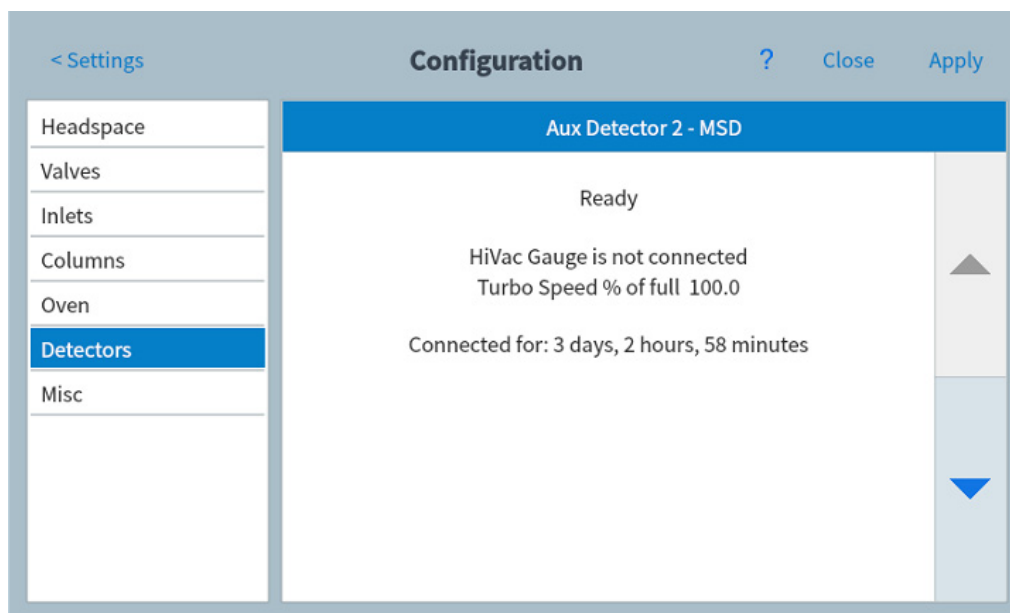 < Settings
Configuration
?
Close
Apply
Headspace
Valves
Inlets
Columns
Oven
Detectors
Misc
Aux Detector 2 - MSD
Ready
HiVac Gauge is not connected
Turbo Speed % of full 100.0
Connected for: 3 days, 2 hours, 58 minutes